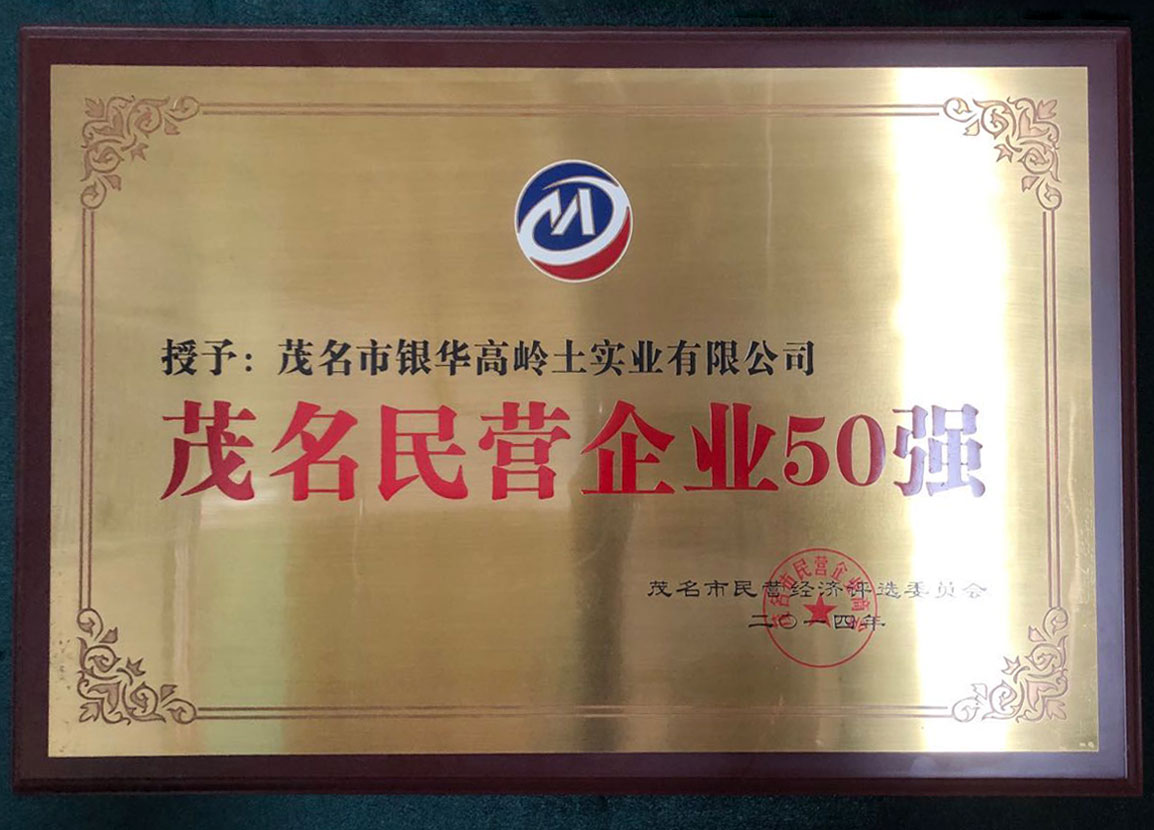 授予：茂名市银华高岭土实业有限公司
茂名民营企业50强
茂名市民营经济评选委员会
二〇一四年